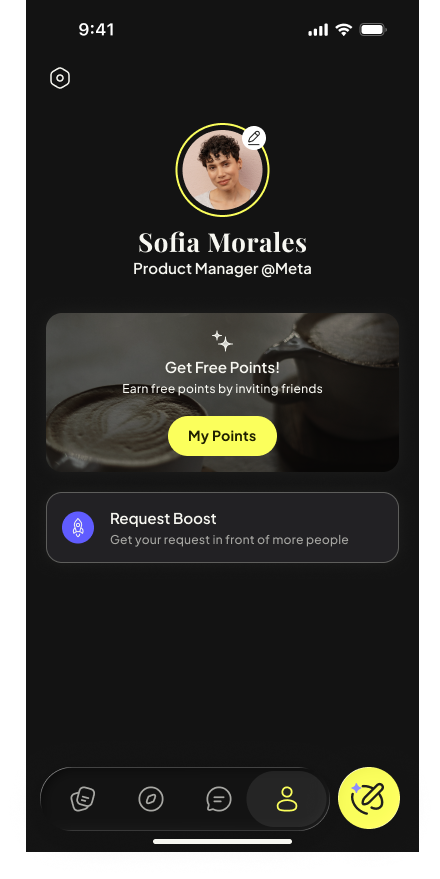 9:41
Sofia Morales
Product Manager @Meta
Get Free Points!
Earn free points by inviting friends
My Points
Request Boost
Get your request in front of more people